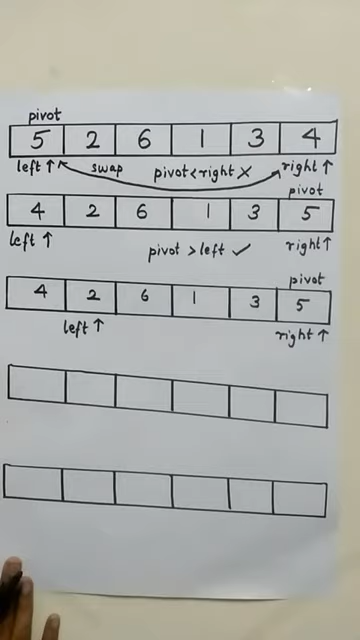 pivot
5 2 6 1 3 4
left ↑ swap pivot < right ✗ right ↑
pivot
4 2 6 1 3 5
left ↑ pivot > left ✓ right ↑
pivot
4 2 6 1 3 5
left ↑ right ↑